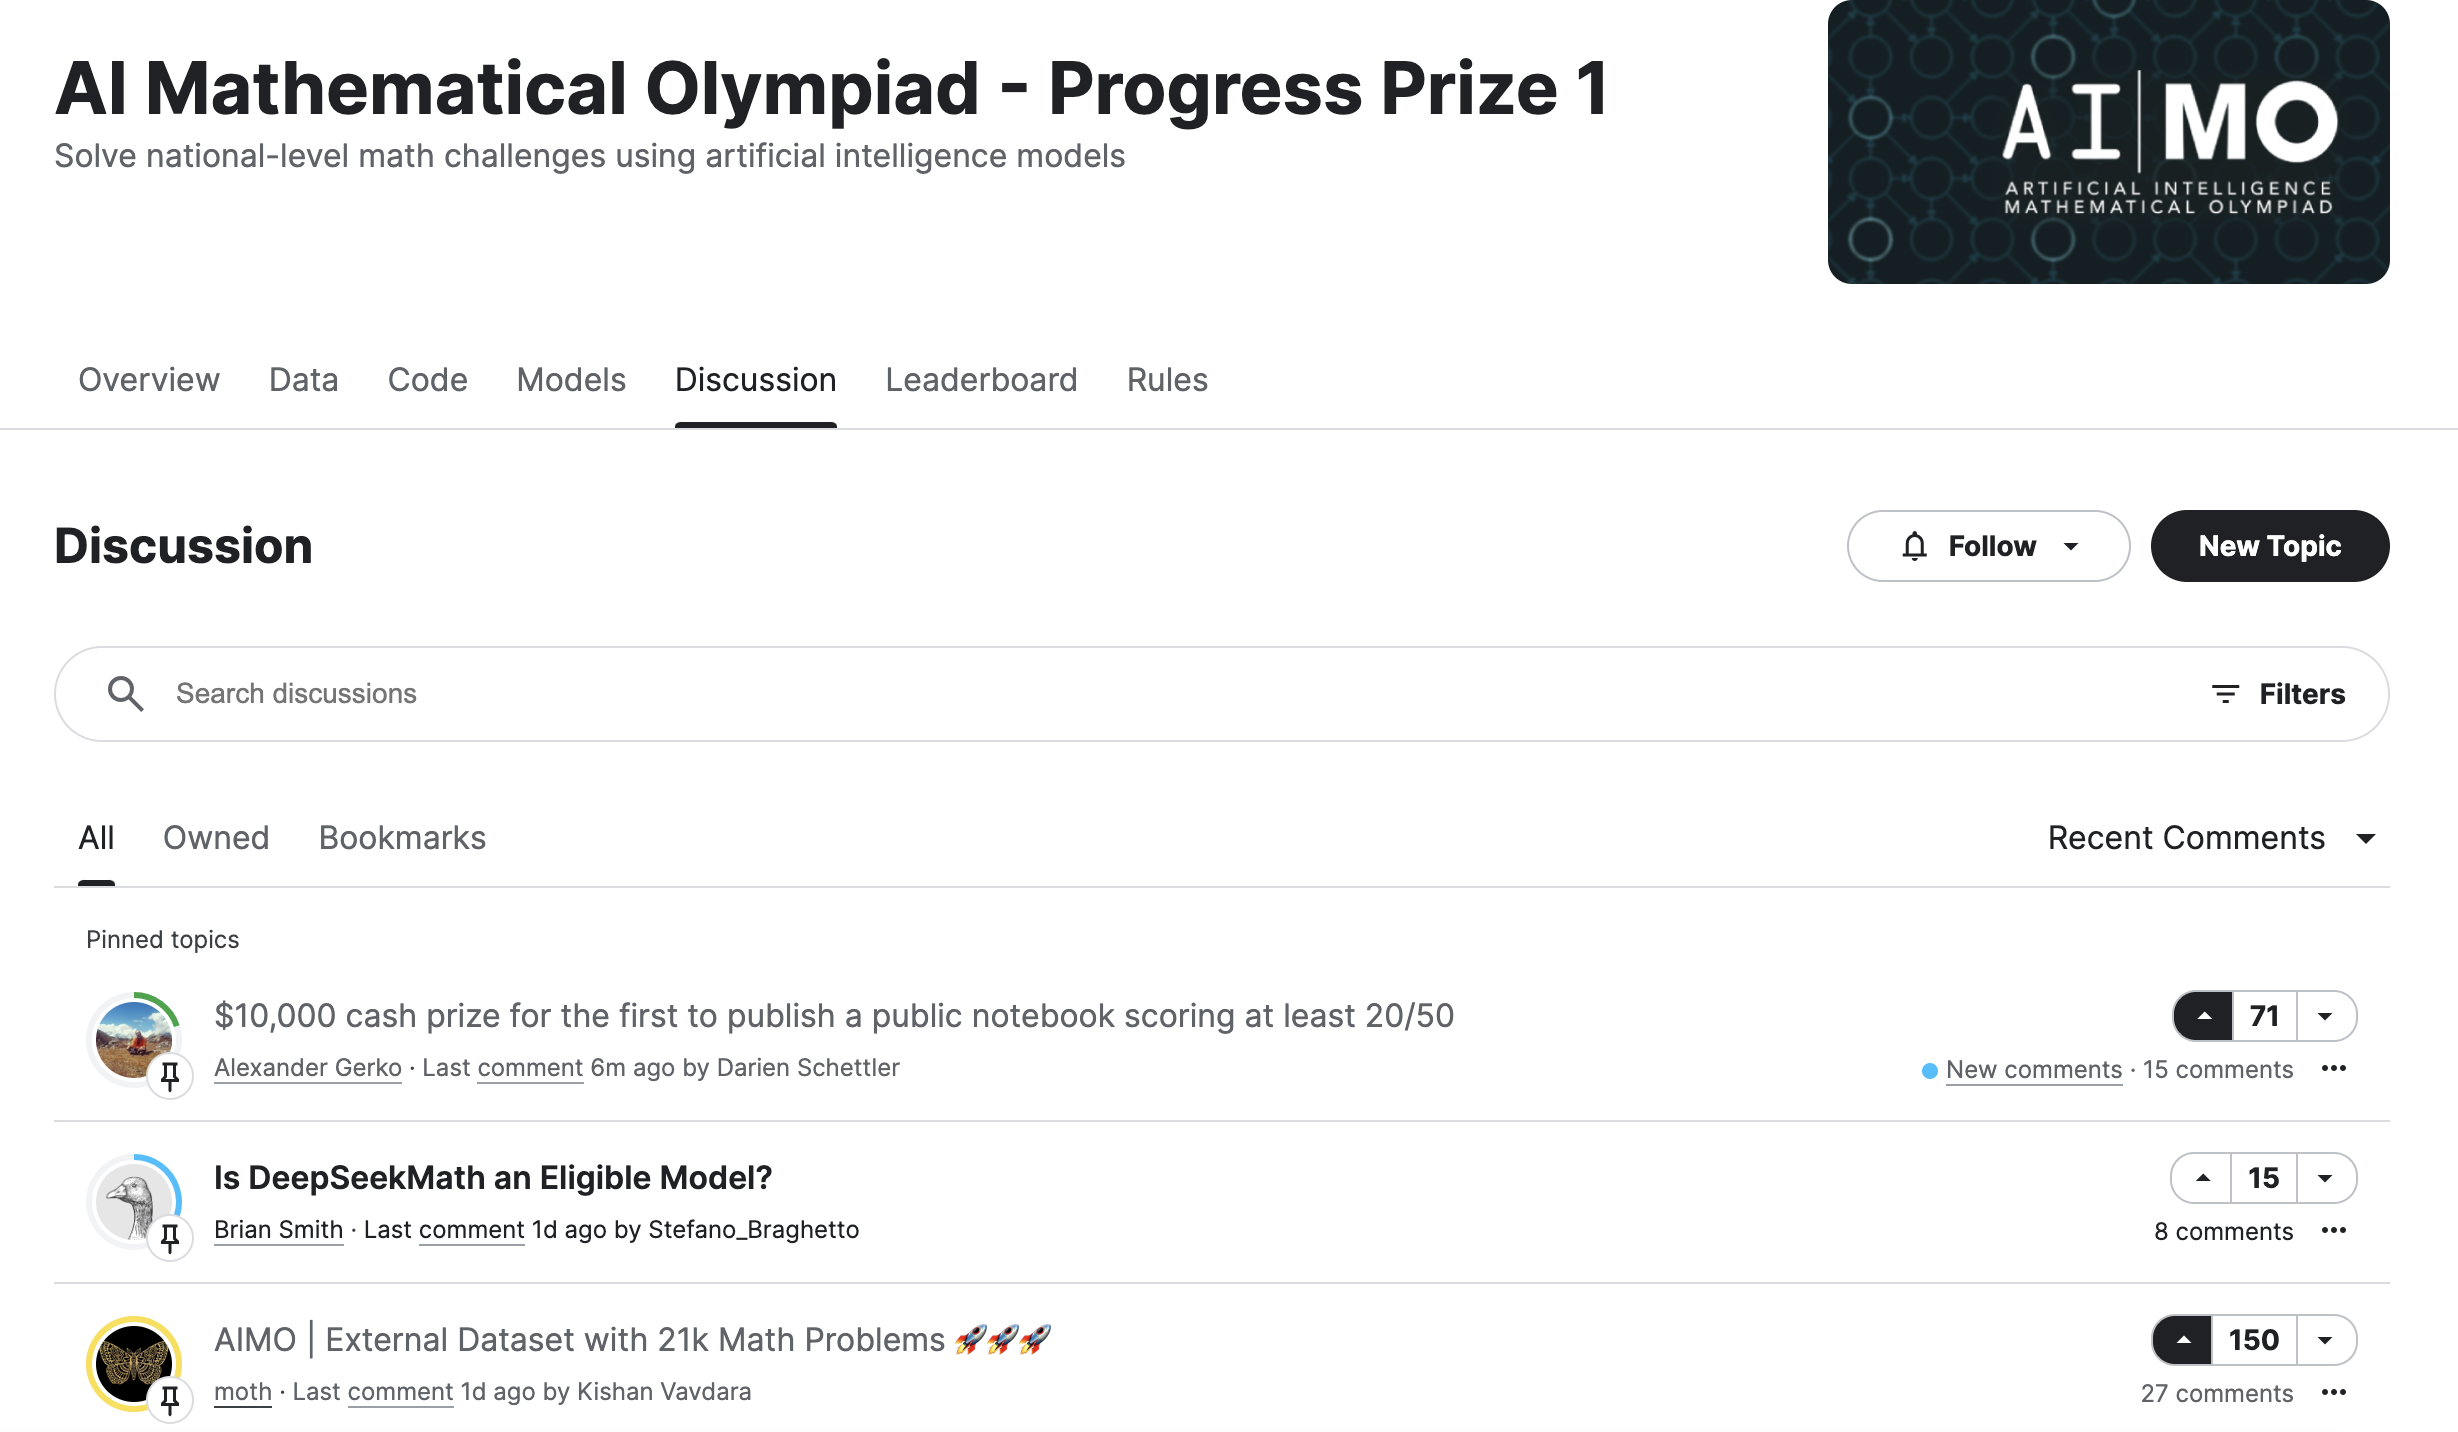 AI Mathematical Olympiad - Progress Prize 1
Solve national-level math challenges using artificial intelligence models
AI|MO
ARTIFICIAL INTELLIGENCE
MATHEMATICAL OLYMPIAD
Overview Data Code Models Discussion Leaderboard Rules
Discussion
Follow
New Topic
Search discussions
Filters
All Owned Bookmarks
Recent Comments
Pinned topics
$10,000 cash prize for the first to publish a public notebook scoring at least 20/50
71
Alexander Gerko · Last comment 6m ago by Darien Schettler
New comments · 15 comments
Is DeepSeekMath an Eligible Model?
15
Brian Smith · Last comment 1d ago by Stefano_Braghetto
8 comments
AIMO | External Dataset with 21k Math Problems 🚀🚀🚀
150
moth · Last comment 1d ago by Kishan Vavdara
27 comments